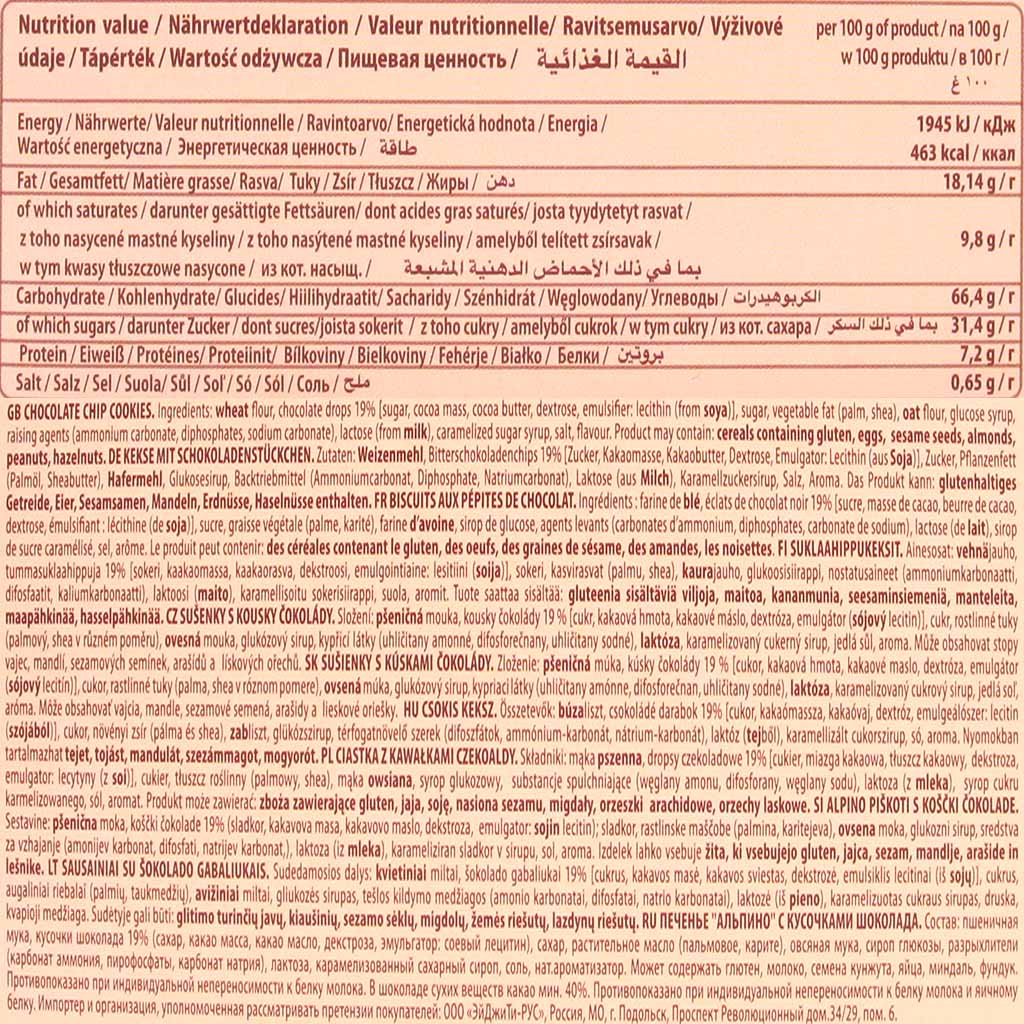 Nutrition value / Nährwertdeklaration / Valeur nutritionnelle/ Ravitsemusarvo/ Výživové per 100 g of product / na 100 g /
údaje / Tápérték / Wartość odżywcza / Пищевая ценность / القيمة الغذائية w 100 g produktu / в 100 г /
١٠٠ غ
Energy / Nährwerte/ Valeur nutritionnelle / Ravintoarvo/ Energetická hodnota / Energia / 1945 kJ / кДж
Wartość energetyczna / Энергетическая ценность / طاقة 463 kcal / ккал
Fat / Gesamtfett/ Matière grasse/ Rasva/ Tuky / Zsír / Tłuszcz / Жиры / دهن 18,14 g / г
of which saturates / darunter gesättigte Fettsäuren/ dont acides gras saturés/ josta tyydytetyt rasvat /
z toho nasycené mastné kyseliny / z toho nasýtené mastné kyseliny / amelyből telített zsírsavak / 9,8 g / г
w tym kwasy tłuszczowe nasycone / из кот. насыщ. / بما في ذلك الأحماض الدهنية المشبعة
Carbohydrate / Kohlenhydrate/ Glucides/ Hiilihydraatit/ Sacharidy / Szénhidrát / Węglowodany/ Углеводы / الكربوهيدرات 66,4 g / г
of which sugars / darunter Zucker / dont sucres/joista sokerit / z toho cukry / amelyből cukrok / w tym cukry / из кот. сахара / بما في ذلك السكر 31,4 g / г
Protein / Eiweiß / Protéines/ Proteiinit/ Bílkoviny / Bielkoviny / Fehérje / Białko / Белки / بروتين 7,2 g / г
Salt / Salz / Sel / Suola/ Sůl / Soľ / Só / Sól / Соль / ملح 0,65 g / г
GB CHOCOLATE CHIP COOKIES. Ingredients: wheat flour, chocolate drops 19% [sugar, cocoa mass, cocoa butter, dextrose, emulsifier: lecithin (from soya)], sugar, vegetable fat (palm, shea), oat flour, glucose syrup,
raising agents (ammonium carbonate, diphosphates, sodium carbonate), lactose (from milk), caramelized sugar syrup, salt, flavour. Product may contain: cereals containing gluten, eggs, sesame seeds, almonds,
peanuts, hazelnuts. DE KEKSE MIT SCHOKOLADENSTÜCKCHEN. Zutaten: Weizenmehl, Bitterschokoladenchips 19% [Zucker, Kakaomasse, Kakaobutter, Dextrose, Emulgator: Lecithin (aus Soja)], Zucker, Pflanzenfett
(Palmöl, Sheabutter), Hafermehl, Glukosesirup, Backtriebmittel (Ammoniumcarbonat, Diphosphate, Natriumcarbonat), Laktose (aus Milch), Karamellzuckersirup, Salz, Aroma. Das Produkt kann: glutenhaltiges
Getreide, Eier, Sesamsamen, Mandeln, Erdnüsse, Haselnüsse enthalten. FR BISCUITS AUX PÉPITES DE CHOCOLAT. Ingrédients : farine de blé, éclats de chocolat noir 19% [sucre, masse de cacao, beurre de cacao,
dextrose, émulsifiant : lécithine (de soja)], sucre, graisse végétale (palme, karité), farine d'avoine, sirop de glucose, agents levants (carbonates d'ammonium, diphosphates, carbonate de sodium), lactose (de lait), sirop
de sucre caramélisé, sel, arôme. Le produit peut contenir: des céréales contenant le gluten, des oeufs, des graines de sésame, des amandes, les noisettes. FI SUKLAAHIPPUKEKSIT. Ainesosat: vehnäjauho,
tummasuklaahippuja 19% [sokeri, kaakaomassa, kaakaorasva, dekstroosi, emulgointiaine: lesitiini (soija)], sokeri, kasvirasvat (palmu, shea), kaurajauho, glukoosisiirappi, nostatusaineet (ammoniumkarbonaatti,
difosfaatit, kaliumkarbonaatti), laktoosi (maito), karamellisoitu sokerisiirappi, suola, aromit. Tuote saattaa sisältää: gluteenia sisältäviä viljoja, maitoa, kananmunia, seesaminsiemeniä, manteleita,
maapähkinää, hasselpähkinää. CZ SUŠENKY S KOUSKY ČOKOLÁDY. Složení: pšeničná mouka, kousky čokolády 19 % [cukr, kakaová hmota, kakaové máslo, dextróza, emulgátor (sójový lecitin)], cukr, rostlinné tuky
(palmový, shea v různém poměru), ovesná mouka, glukózový sirup, kypřicí látky (uhličitany amonné, difosforečnany, uhličitany sodné), laktóza, karamelizovaný cukerný sirup, jedlá sůl, aroma. Může obsahovat stopy
vajec, mandlí, sezamových semínek, arašídů a lískových ořechů. SK SUŠIENKY S KÚSKAMI ČOKOLÁDY. Zloženie: pšeničná múka, kúsky čokolády 19 % [cukor, kakaová hmota, kakaové maslo, dextróza, emulgátor
(sójový lecitín)], cukor, rastlinné tuky (palma, shea v róznom pomere), ovsená múka, glukózový sirup, kypriaci látky (uhličitany amónne, difosforečnan, uhličitany sodné), laktóza, karamelizovaný cukrový sirup, jedlá soľ,
aróma. Může obsahovať vajcia, mandle, sezamové semená, arašidy a lieskové oriešky. HU CSOKIS KEKSZ. Összetevők: búzaliszt, csokoládé darabok 19% [cukor, kakaómassza, kakaóvaj, dextróz, emulgeálószer: lecitin
(szójából)], cukor, növényi zsír (pálma és shea), zabliszt, glükózszirup, térfogatnövelő szerek (difoszfátok, ammónium-karbonát, nátrium-karbonát), laktóz (tejből), karamellizált cukorszirup, só, aroma. Nyomokban
tartalmazhat tejet, tojást, mandulát, szezámmagot, mogyorót. PL CIASTKA Z KAWAŁKAMI CZEKOALDY. Składniki: mąka pszenna, dropsy czekoladowe 19% [cukier, miazga kakaowa, tłuszcz kakaowy, dekstroza,
emulgator: lecytyny (z soi)], cukier, tłuszcz roślinny (palmowy, shea), mąka owsiana, syrop glukozowy, substancje spulchniające (węglany amonu, difosforany, węglany sodu), laktoza (z mleka), syrop cukru
karmelizowanego, sól, aromat. Produkt może zawierać: zboża zawierające gluten, jaja, soję, nasiona sezamu, migdały, orzeszki arachidowe, orzechy laskowe. SI ALPINO PIŠKOTI S KOŠČKI ČOKOLADE.
Sestavine: pšenična moka, koščki čokolade 19% (sladkor, kakavova masa, kakavovo maslo, dekstroza, emulgator: sojin lecitin); sladkor, rastlinske maščobe (palmina, karitejeva), ovsena moka, glukozni sirup, sredstva
za vzhajanje (amonijev karbonat, difosfati, natrijev karbonat,), laktoza (iz mleka), karameliziran sladkor v sirupu, sol, aroma. Izdelek lahko vsebuje žita, ki vsebujejo gluten, jajca, sezam, mandlje, arašide in
lešnike. LT SAUSAINIAI SU ŠOKOLADO GABALIUKAIS. Sudedamosios dalys: kvietiniai miltai, šokolado gabaliukai 19% [cukrus, kakavos masė, kakavos sviestas, dekstrozė, emulsiklis lecitinai (iš sojų)], cukrus,
augaliniai riebalai (palmių, taukmedžių), avižiniai miltai, gliukozės sirupas, tešlos kildymo medžiagos (amonio karbonatai, difosfatai, natrio karbonatai), laktozė (iš pieno), karamelizuotas cukraus sirupas, druska,
kvapioji medžiaga. Sudėtyje gali būti: glitimo turinčių javų, kiaušinių, sezamo sėklų, migdolų, žemės riešutų, lazdynų riešutų. RU ПЕЧЕНЬЕ "АЛЬПИНО" С КУСОЧКАМИ ШОКОЛАДА. Состав: пшеничная
мука, кусочки шоколада 19% (сахар, какао масса, какао масло, декстроза, эмульгатор: соевый лецитин), сахар, растительное масло (пальмовое, карите), овсяная мука, сироп глюкозы, разрыхлители
(карбонат аммония, пирофосфаты, карбонат натрия), лактоза, карамелизованный сахарный сироп, соль, нат.ароматизатор. Может содержать глютен, молоко, семена кунжута, яйца, миндаль, фундук.
Противопоказано при индивидуальной непереносимости к белку молока. В шоколаде сухих веществ какао мин. 40%. Противопоказано при индивидуальной непереносимости к белку молока и яичному
белку. Импортер и организация, уполномоченная рассматривать претензии покупателей: ООО «ЭйДжиТи-РУС», Россия, МО, г. Подольск, Проспект Революционный дом.34/29, пом. 6.